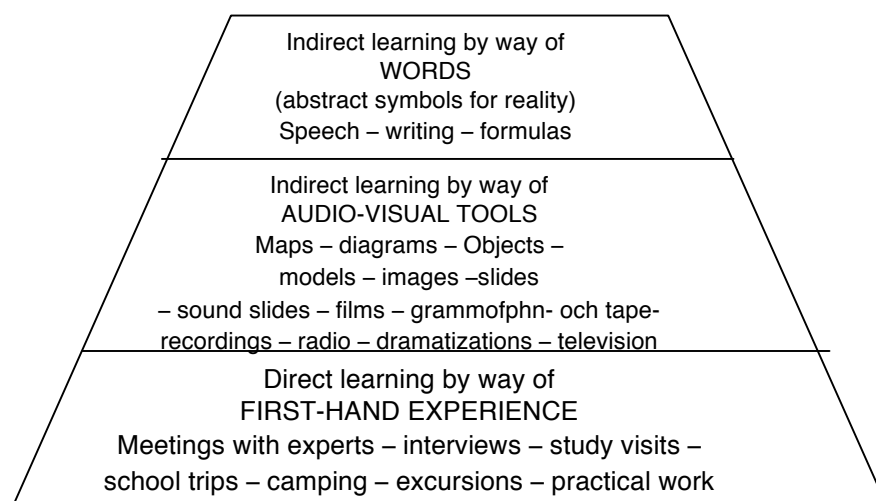 Indirect learning by way of
WORDS
(abstract symbols for reality)
Speech – writing – formulas
Indirect learning by way of
AUDIO-VISUAL TOOLS
Maps – diagrams – Objects –
models – images –slides
– sound slides – films – grammofphn- och tape-
recordings – radio – dramatizations – television
Direct learning by way of
FIRST-HAND EXPERIENCE
Meetings with experts – interviews – study visits –
school trips – camping – excursions – practical work